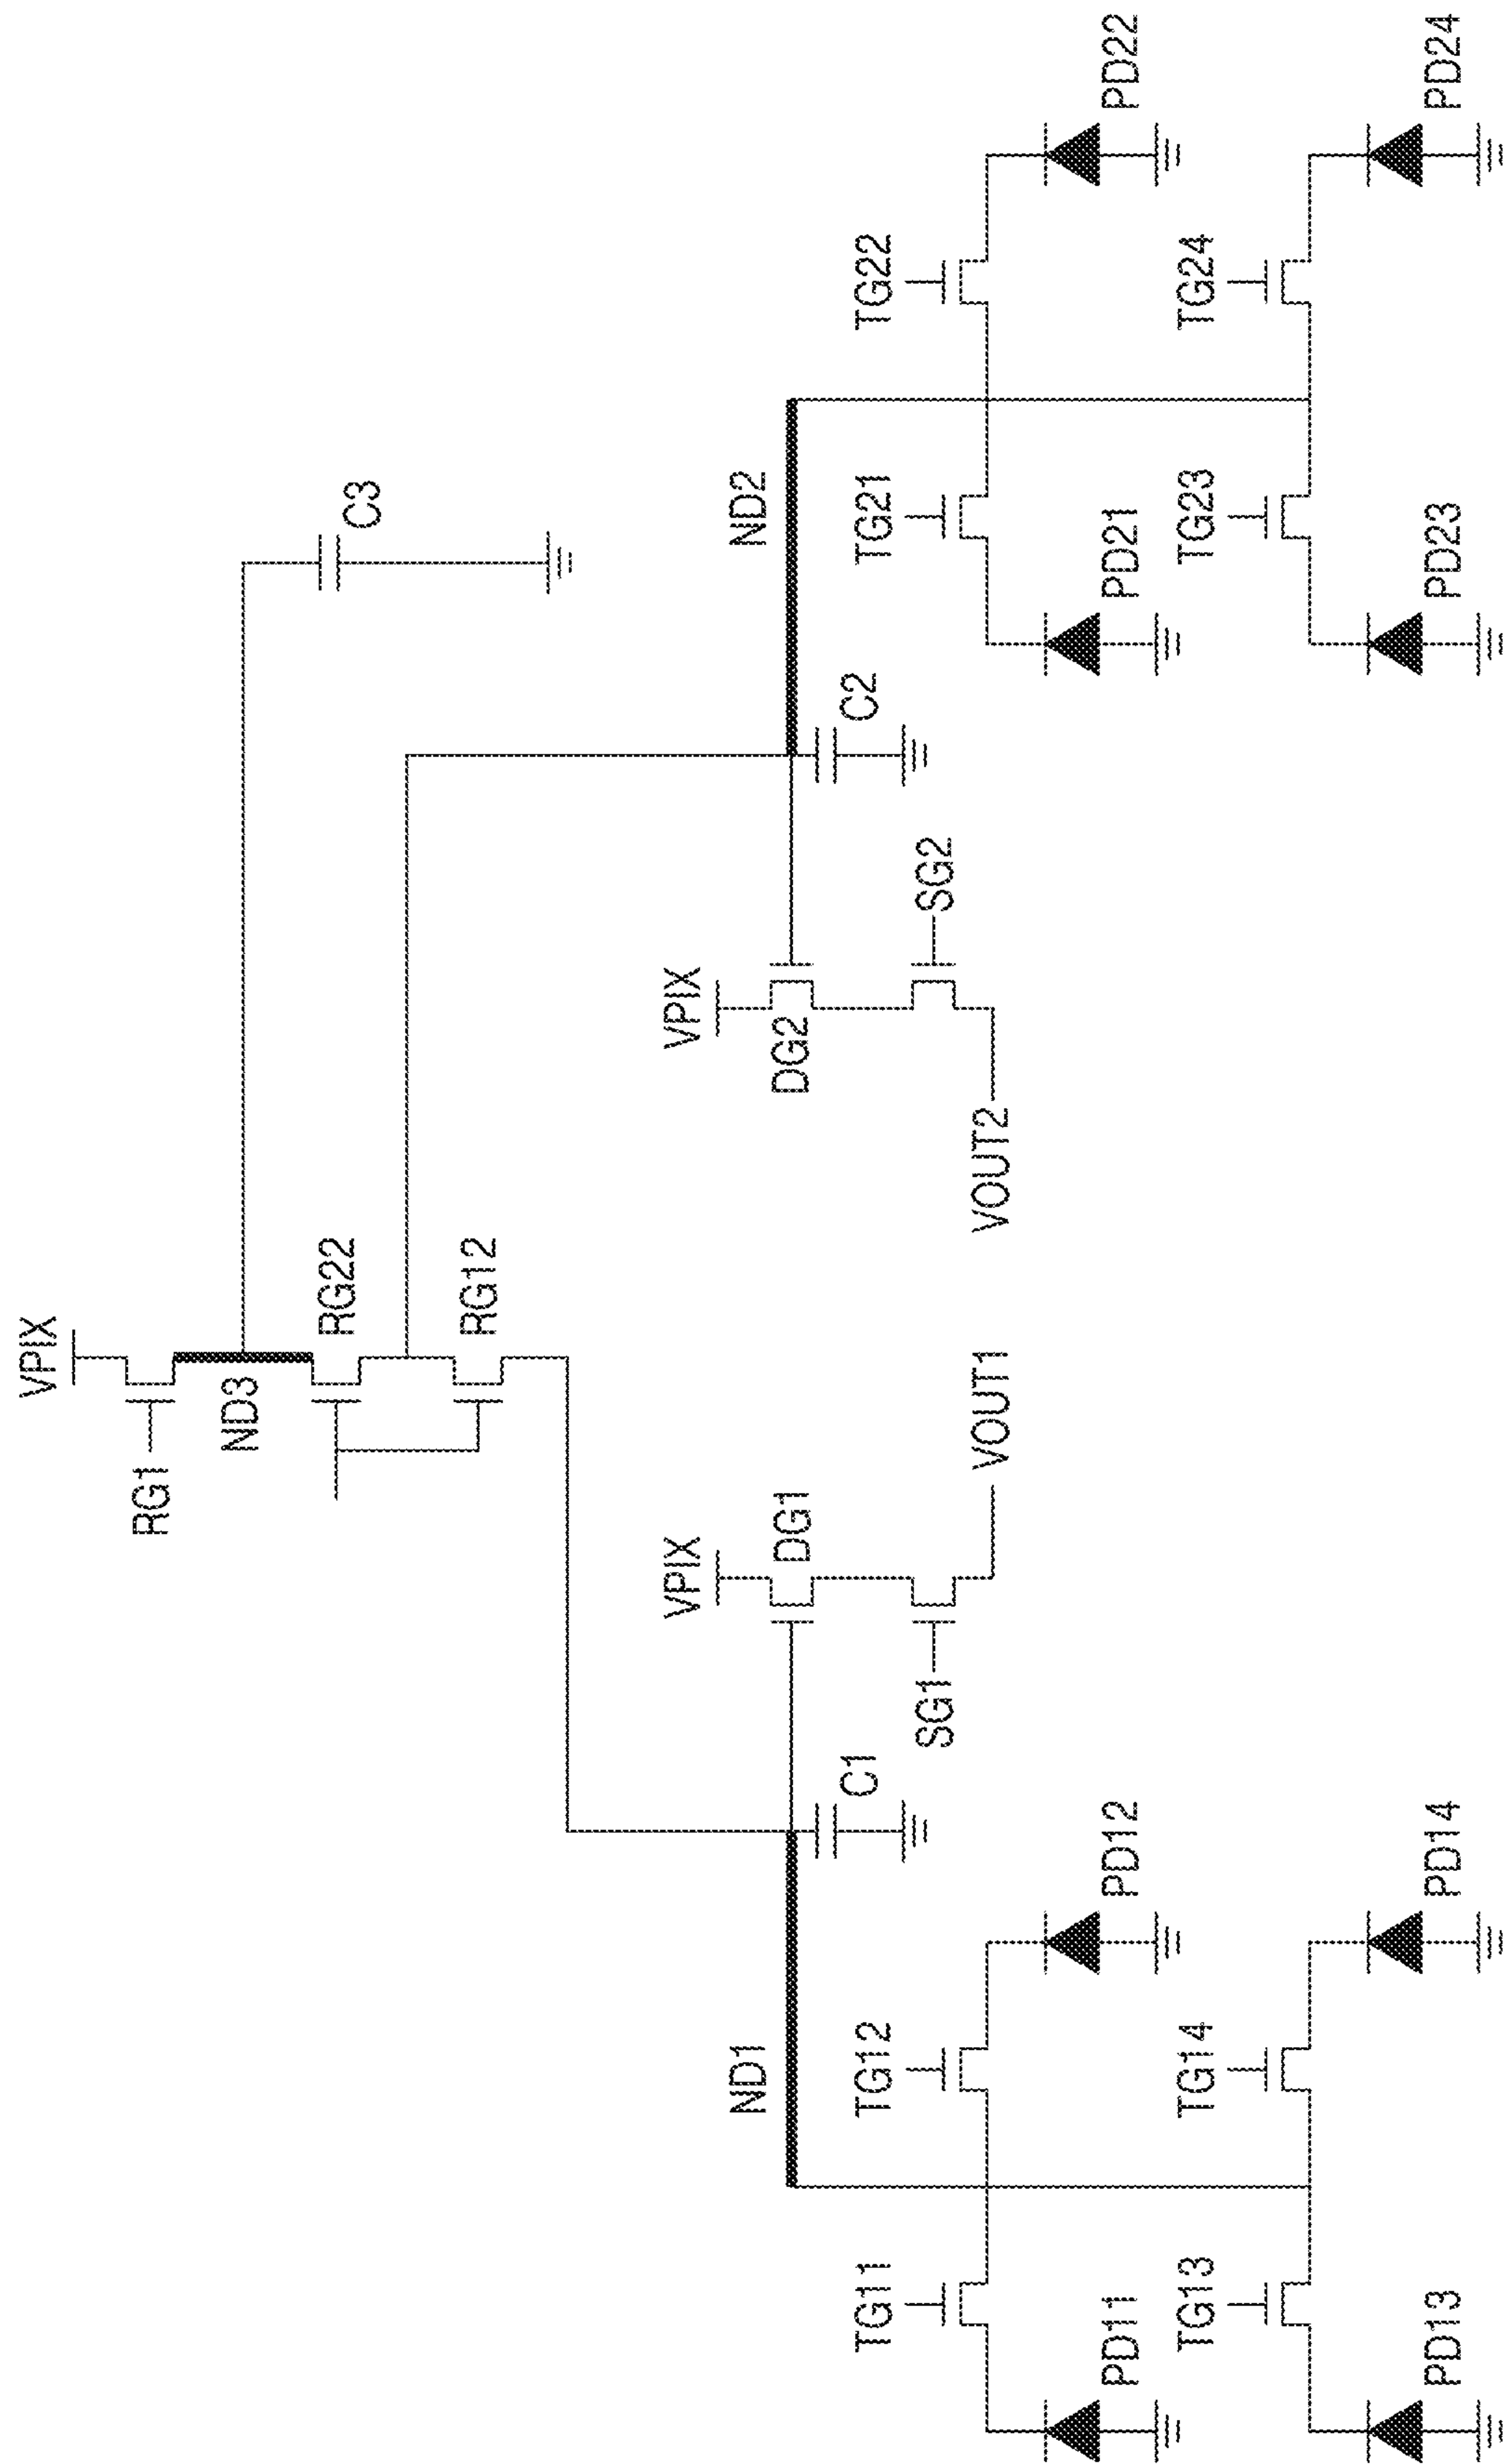 VPIX
RG1
ND3
RG22
RG12
C3
ND1
ND2
VPIX
VPIX
DG1
DG2
C1
C2
SG1
SG2
VOUT1
VOUT2
TG11
TG12
TG21
TG22
PD11
PD12
PD21
PD22
TG13
TG14
TG23
TG24
PD13
PD14
PD23
PD24